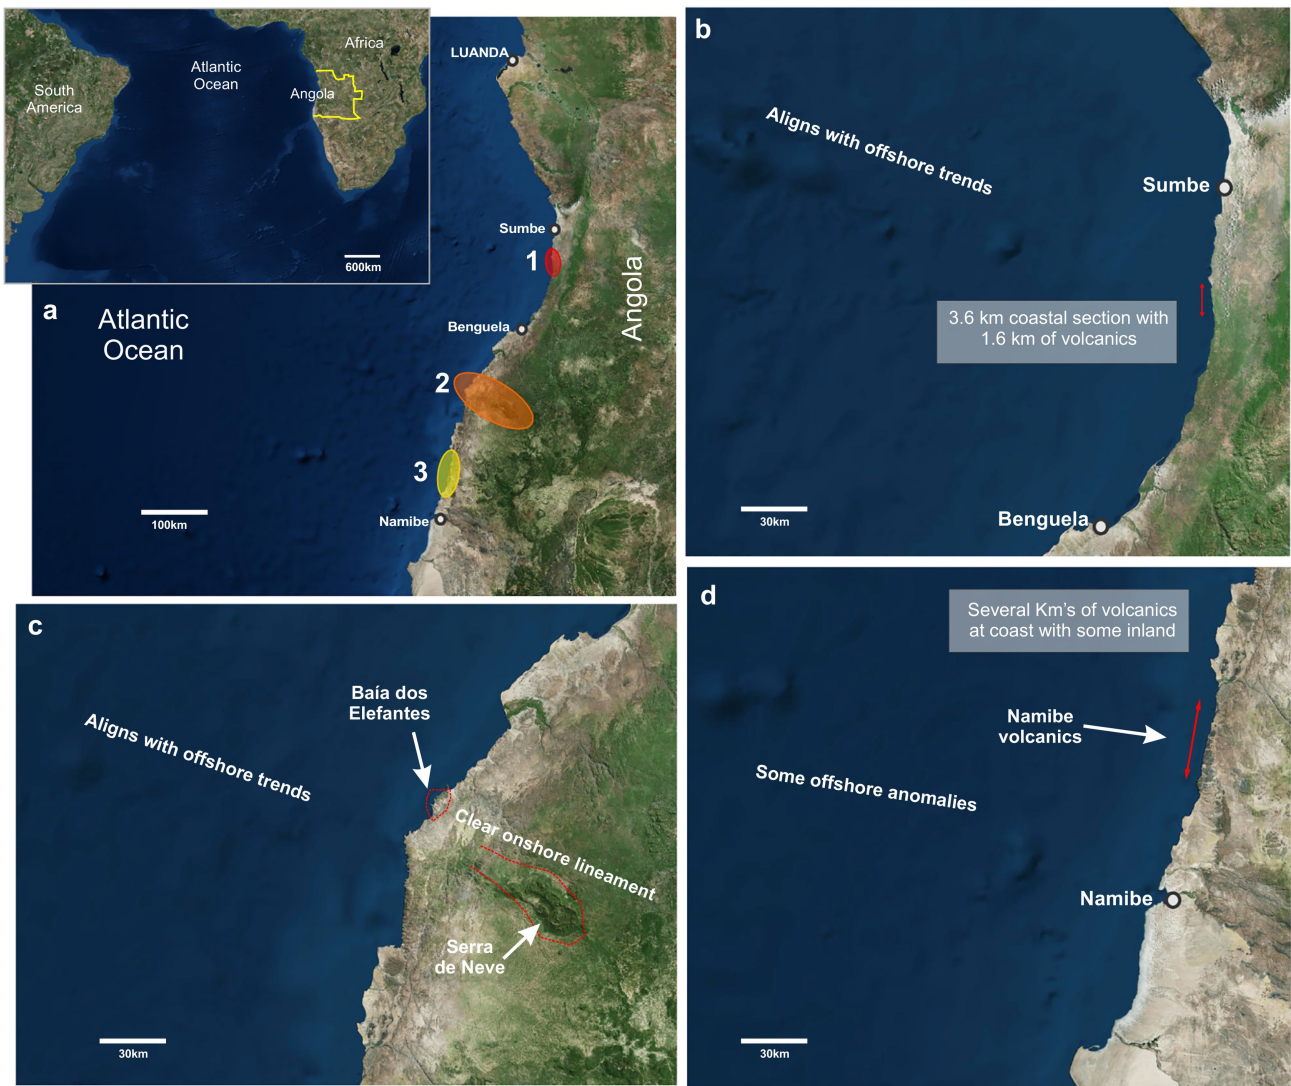 South
America
Atlantic
Ocean
Africa
Angola
600km
a
Atlantic
Ocean
LUANDA
Sumbe
1
Angola
Benguela
2
3
Namibe
100km
b
Aligns with offshore trends
Sumbe
3.6 km coastal section with
1.6 km of volcanics
Benguela
30km
c
Baía dos
Elefantes
Aligns with offshore trends
Clear onshore lineament
Serra
de Neve
30km
d
Several Km's of volcanics
at coast with some inland
Namibe
volcanics
Some offshore anomalies
Namibe
30km